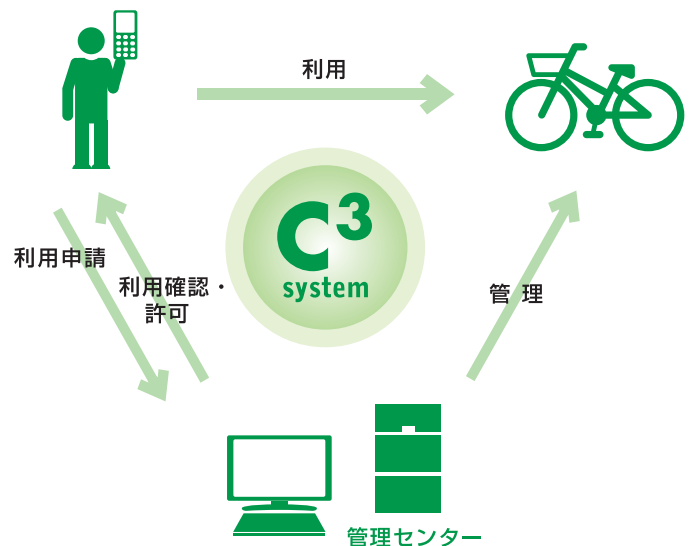 利用
C3
system
利用申請
利用確認・
許可
管 理
管理センター